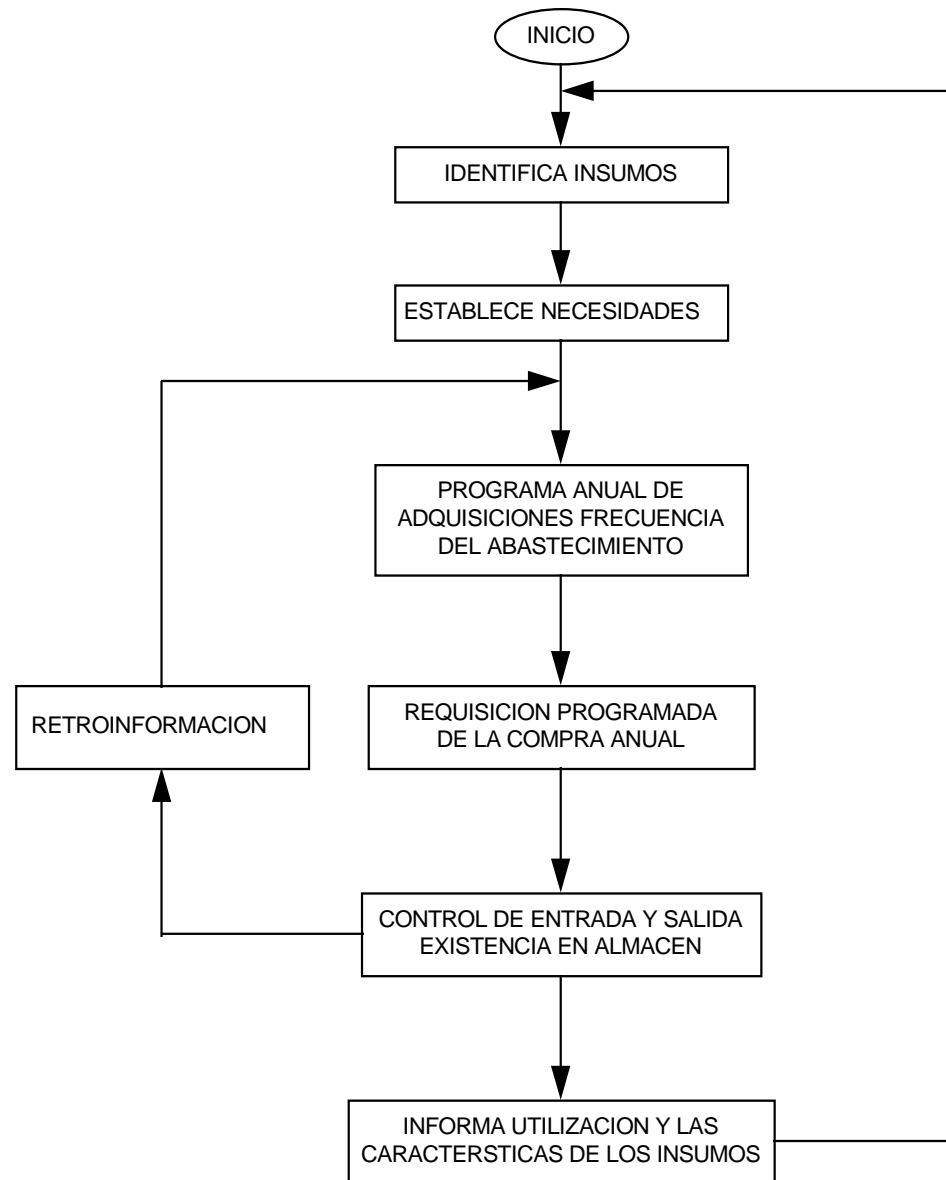 INICIO
IDENTIFICA INSUMOS
ESTABLECE NECESIDADES
PROGRAMA ANUAL DE
ADQUISICIONES FRECUENCIA
DEL ABASTECIMIENTO
RETROINFORMACION
REQUISICION PROGRAMADA
DE LA COMPRA ANUAL
CONTROL DE ENTRADA Y SALIDA
EXISTENCIA EN ALMACEN
INFORMA UTILIZACION Y LAS
CARACTERSTICAS DE LOS INSUMOS